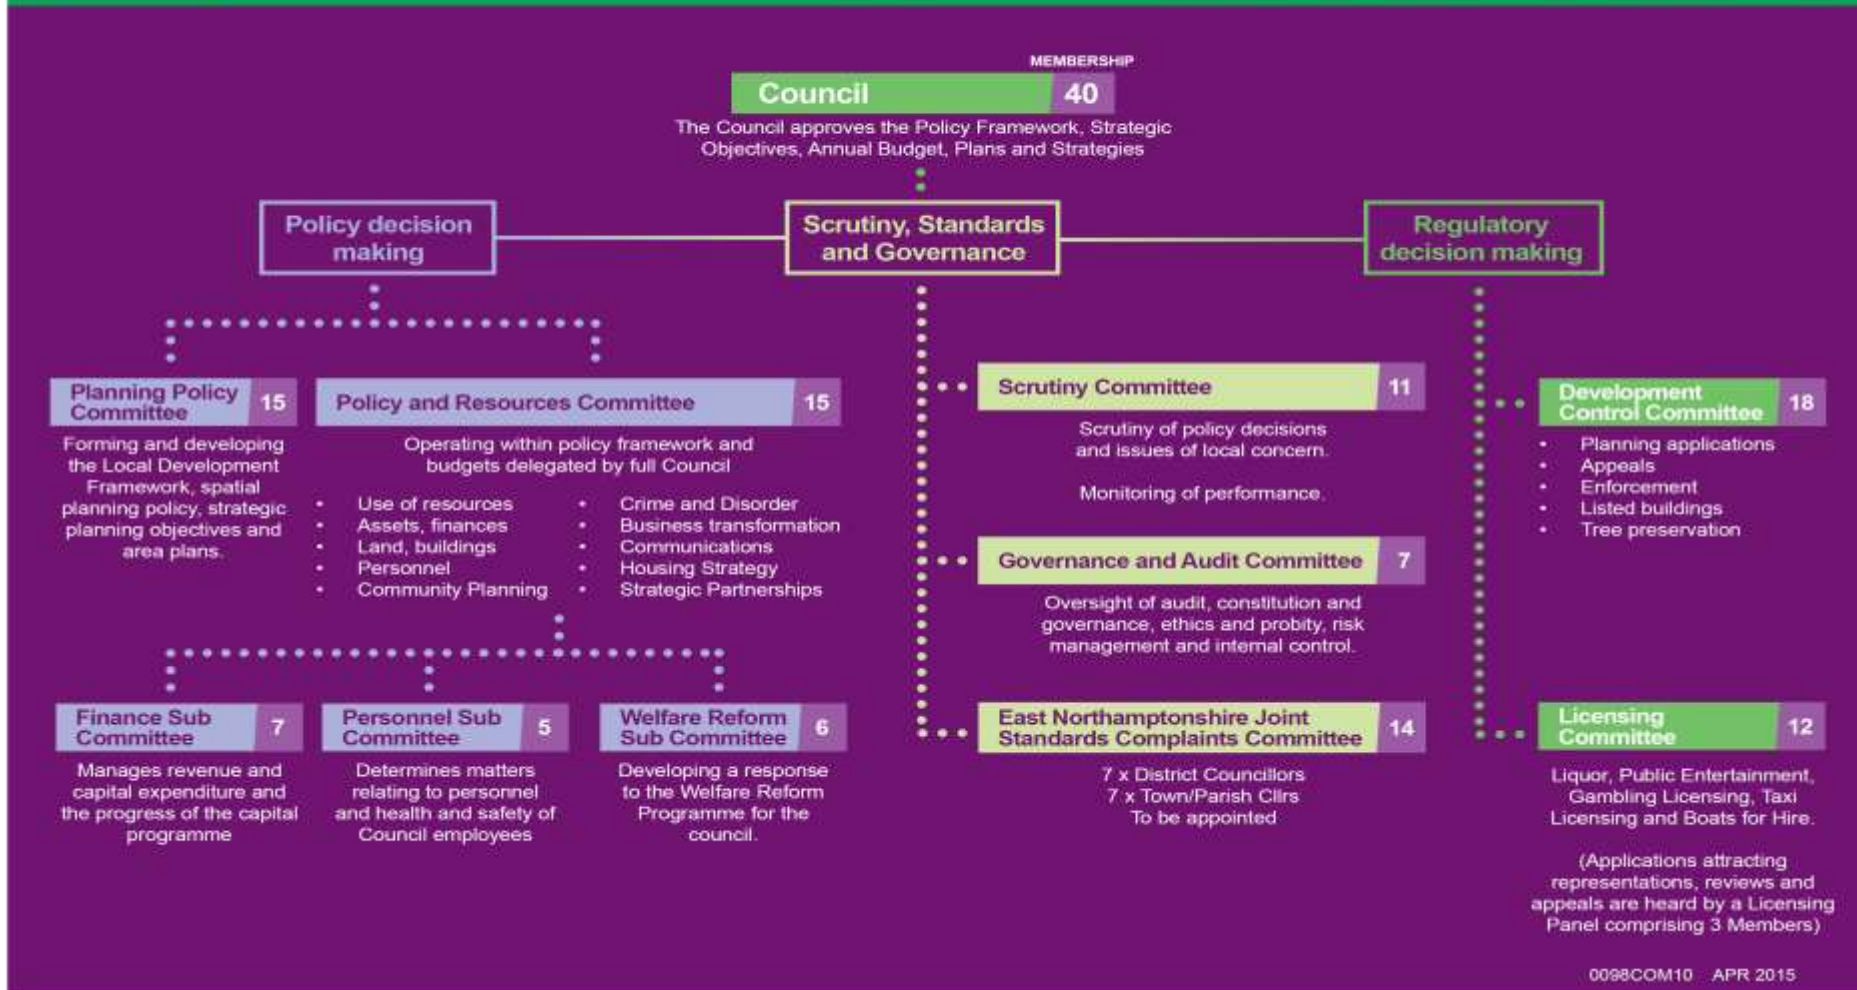 MEMBERSHIP
Council 40
The Council approves the Policy Framework, Strategic
Objectives, Annual Budget, Plans and Strategies
Policy decision
making
Scrutiny, Standards
and Governance
Regulatory
decision making
Planning Policy
Committee
15
Forming and developing
the Local Development
Framework, spatial
planning policy, strategic
planning objectives and
area plans.
Policy and Resources Committee 15
Operating within policy framework and
budgets delegated by full Council
• Use of resources
• Assets, finances
• Land, buildings
• Personnel
• Community Planning
• Crime and Disorder
• Business transformation
• Communications
• Housing Strategy
• Strategic Partnerships
Finance Sub
Committee
7
Manages revenue and
capital expenditure and
the progress of the capital
programme
Personnel Sub
Committee
5
Determines matters
relating to personnel
and health and safety of
Council employees
Welfare Reform
Sub Committee
6
Developing a response
to the Welfare Reform
Programme for the
council.
Scrutiny Committee 11
Scrutiny of policy decisions
and issues of local concern.
Monitoring of performance.
Governance and Audit Committee 7
Oversight of audit, constitution and
governance, ethics and probity, risk
management and internal control.
East Northamptonshire Joint
Standards Complaints Committee
14
7 x District Councillors
7 x Town/Parish Cllrs
To be appointed
Development
Control Committee
18
• Planning applications
• Appeals
• Enforcement
• Listed buildings
• Tree preservation
Licensing
Committee
12
Liquor, Public Entertainment,
Gambling Licensing, Taxi
Licensing and Boats for Hire.
(Applications attracting
representations, reviews and
appeals are heard by a Licensing
Panel comprising 3 Members)
0098COM10 APR 2015